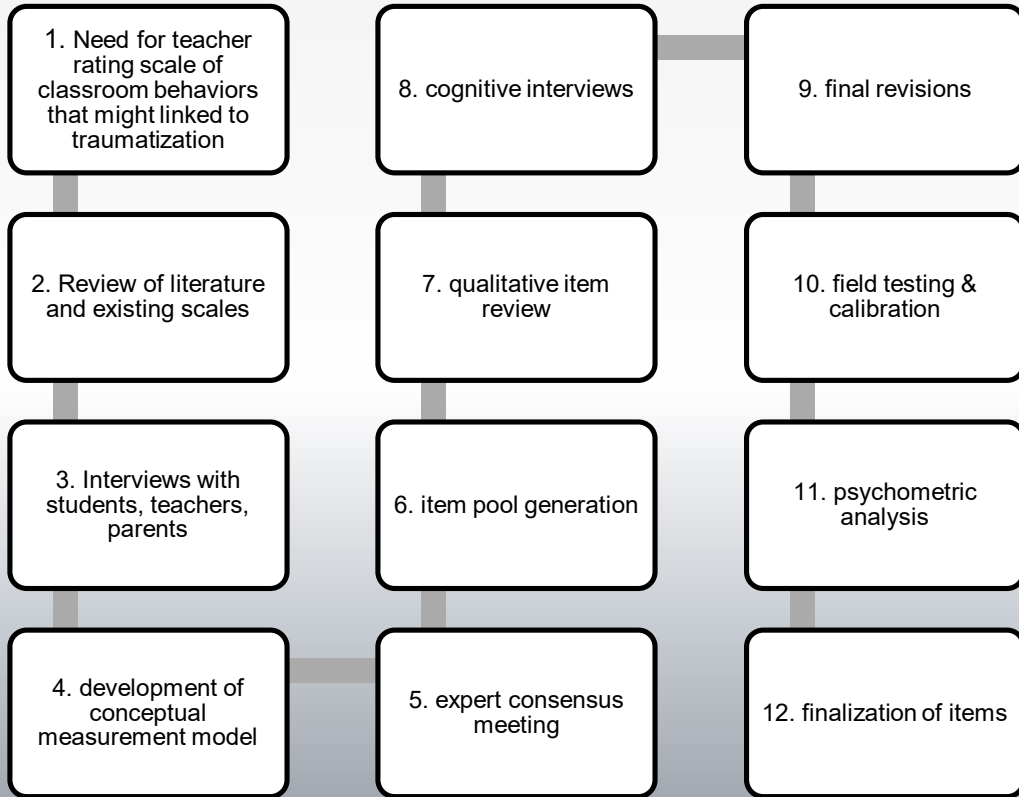 1. Need for teacher
rating scale of
classroom behaviors
that might linked to
traumatization
2. Review of literature
and existing scales
3. Interviews with
students, teachers,
parents
4. development of
conceptual
measurement model
5. expert consensus
meeting
6. item pool generation
7. qualitative item
review
8. cognitive interviews
9. final revisions
10. field testing &
calibration
11. psychometric
analysis
12. finalization of items